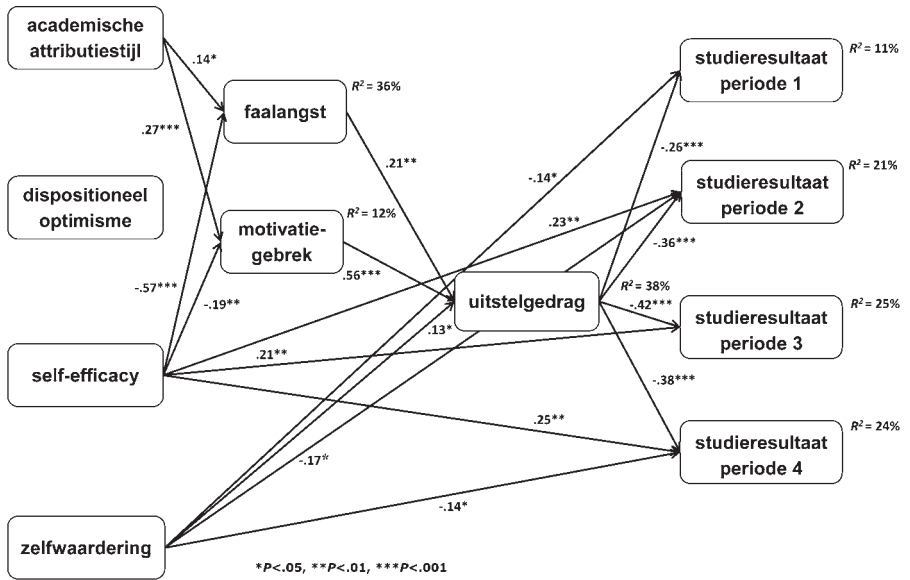 academische
attributiestijl
dispositioneel
optimisme
self-efficacy
zelfwaardering
.14*
.27***
-.57***
-.19**
faalangst
R² = 36%
motivatie-
gebrek
R² = 12%
.21**
.56***
.13*
uitstelgedrag
R² = 38%
-.14*
.23**
.21**
.25**
-.17*
-.14*
-.26***
-.36***
-.42***
-.38***
studieresultaat
periode 1
R² = 11%
studieresultaat
periode 2
R² = 21%
studieresultaat
periode 3
R² = 25%
studieresultaat
periode 4
R² = 24%
*P<.05, **P<.01, ***P<.001